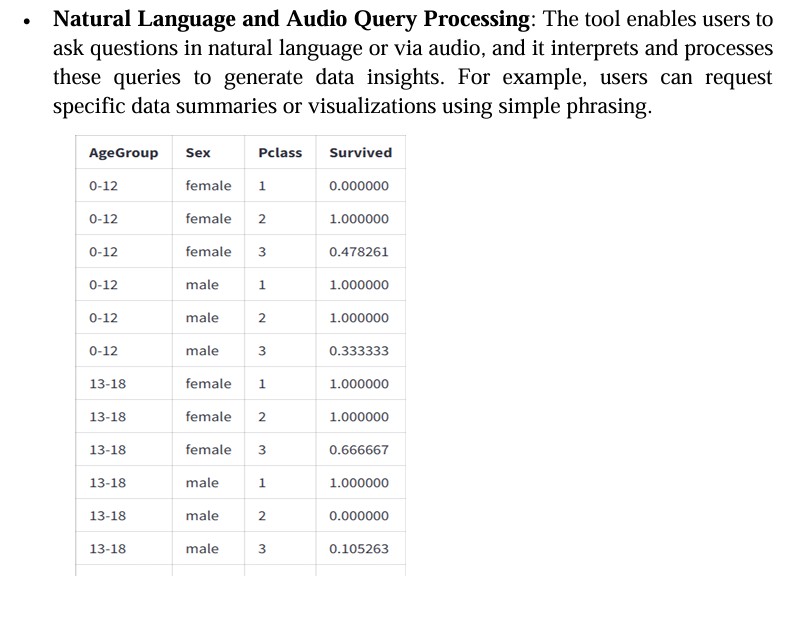 • Natural Language and Audio Query Processing: The tool enables users to
ask questions in natural language or via audio, and it interprets and processes
these queries to generate data insights. For example, users can request
specific data summaries or visualizations using simple phrasing.
AgeGroup Sex Pclass Survived
0-12 female 1 0.000000
0-12 female 2 1.000000
0-12 female 3 0.478261
0-12 male 1 1.000000
0-12 male 2 1.000000
0-12 male 3 0.333333
13-18 female 1 1.000000
13-18 female 2 1.000000
13-18 female 3 0.666667
13-18 male 1 1.000000
13-18 male 2 0.000000
13-18 male 3 0.105263